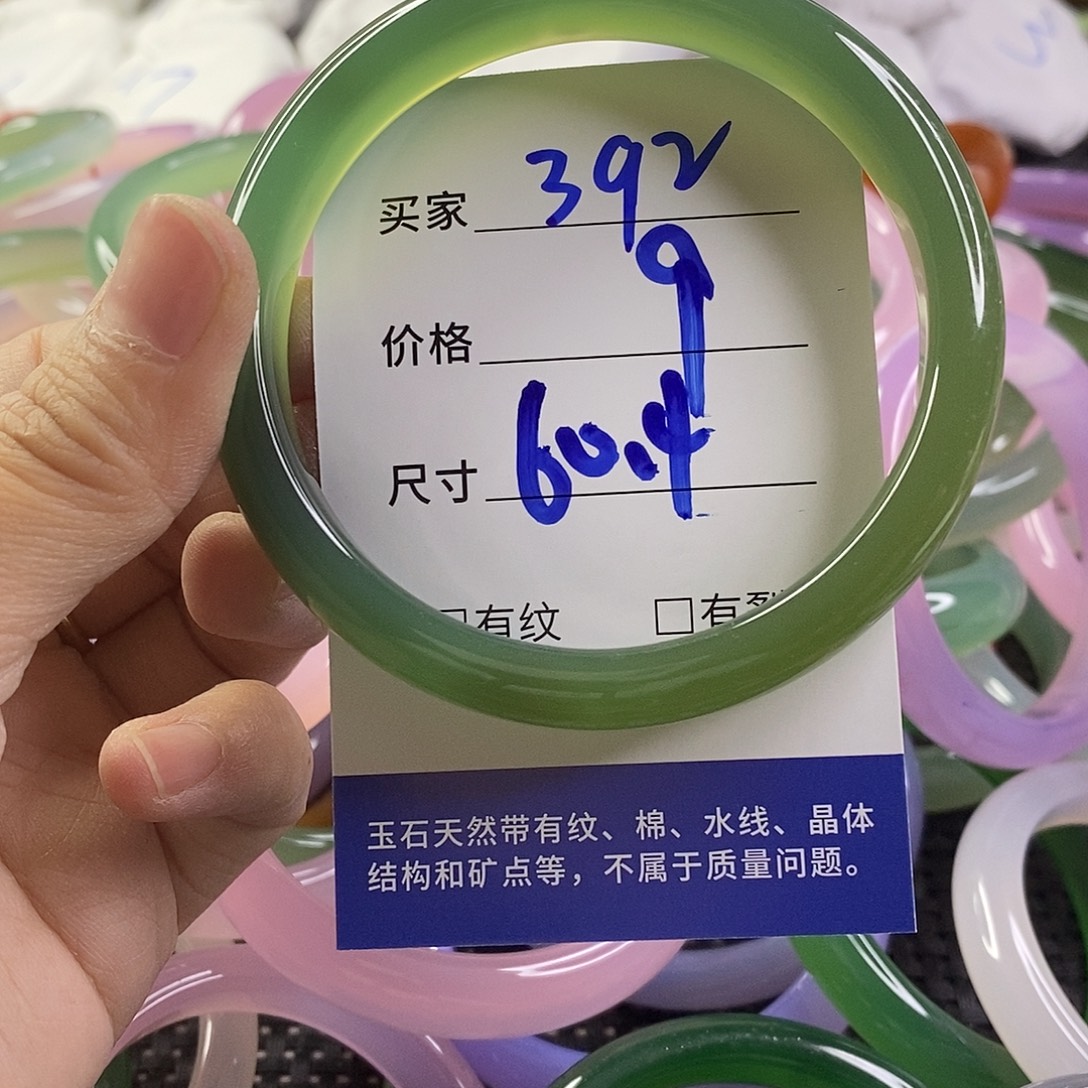 买家 392
9
价格
尺寸 60.4
有纹 □有裂
玉石天然带有纹、棉、水线、晶体
结构和矿点等，不属于质量问题。